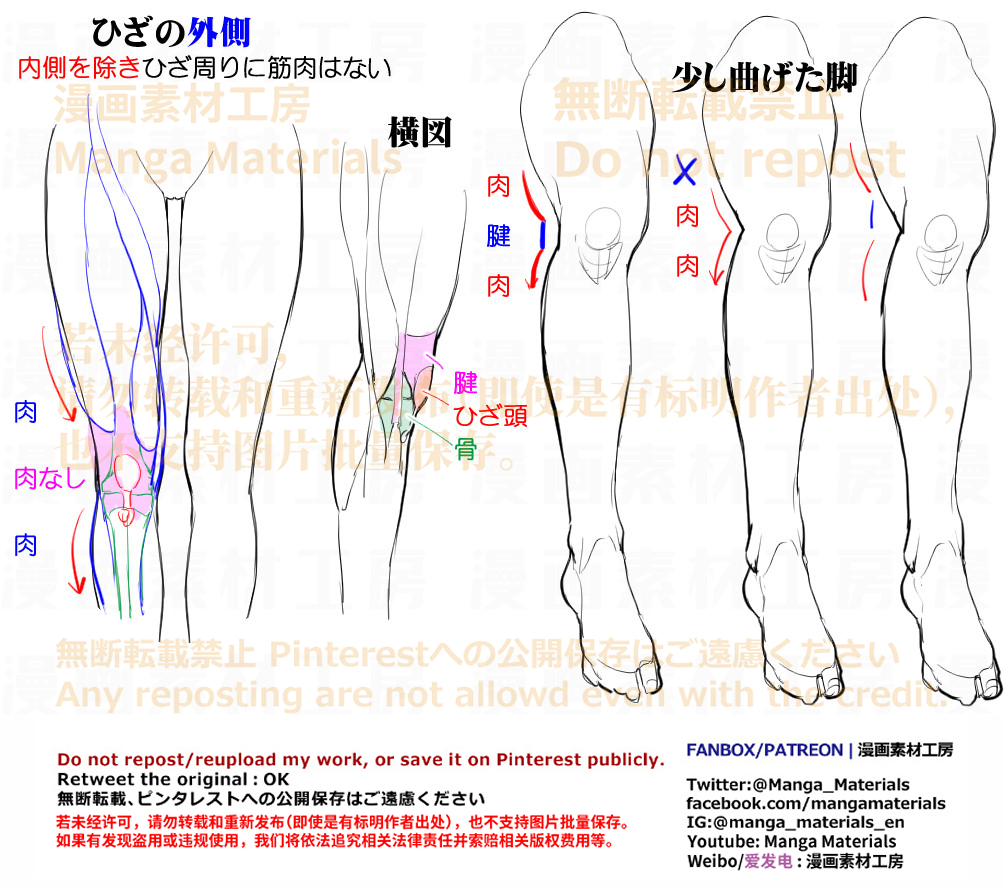 ひざの外側
内側を除きひざ周りに筋肉はない
漫画素材工房
Manga Materials
横図
少し曲げた脚
無断転載禁止
Do not repost
肉
腱
肉
肉
肉
肉
肉なし
肉
腱
ひざ頭
骨
若未经许可,
请勿转载和重新发布(即使是有标明作者出处),
也不支持图片批量保存。
無断転載禁止 Pinterestへの公開保存はご遠慮ください
Any reposting are not allowd even with the credit.
Do not repost/reupload my work, or save it on Pinterest publicly.
Retweet the original : OK
無断転載、ピンタレストへの公開保存はご遠慮ください
若未经许可，请勿转载和重新发布(即使是有标明作者出处)，也不支持图片批量保存。
如果有发现盗用或违规使用，我们将依法追究相关法律责任并索赔相关版权费用等。
FANBOX/PATREON | 漫画素材工房
Twitter:@Manga_Materials
facebook.com/mangamaterials
IG:@manga_materials_en
Youtube: Manga Materials
Weibo/爱发电 : 漫画素材工房